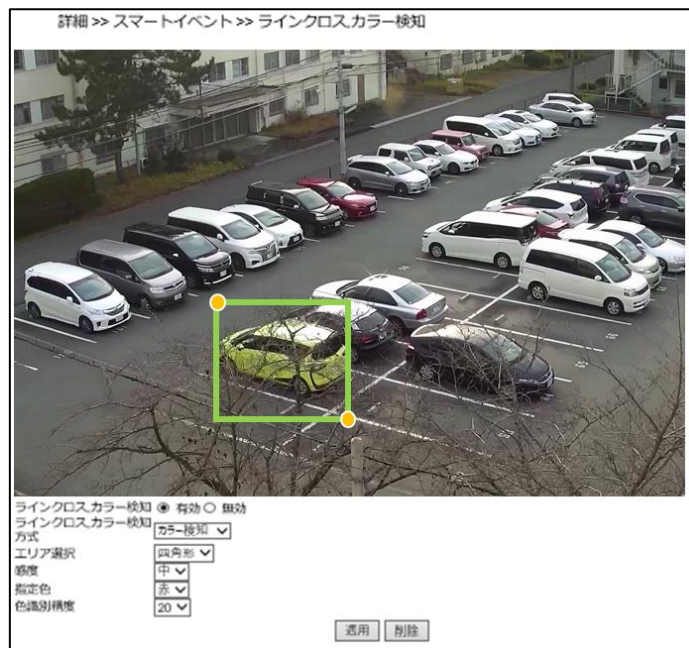 詳細 >> スマートイベント >> ラインクロス,カラー検知
ラインクロス,カラー検知 有効 無効
ラインクロス,カラー検知
方式 カラー検知
エリア選択 四角形
感度 中
指定色 赤
色識別精度 20
適用 削除